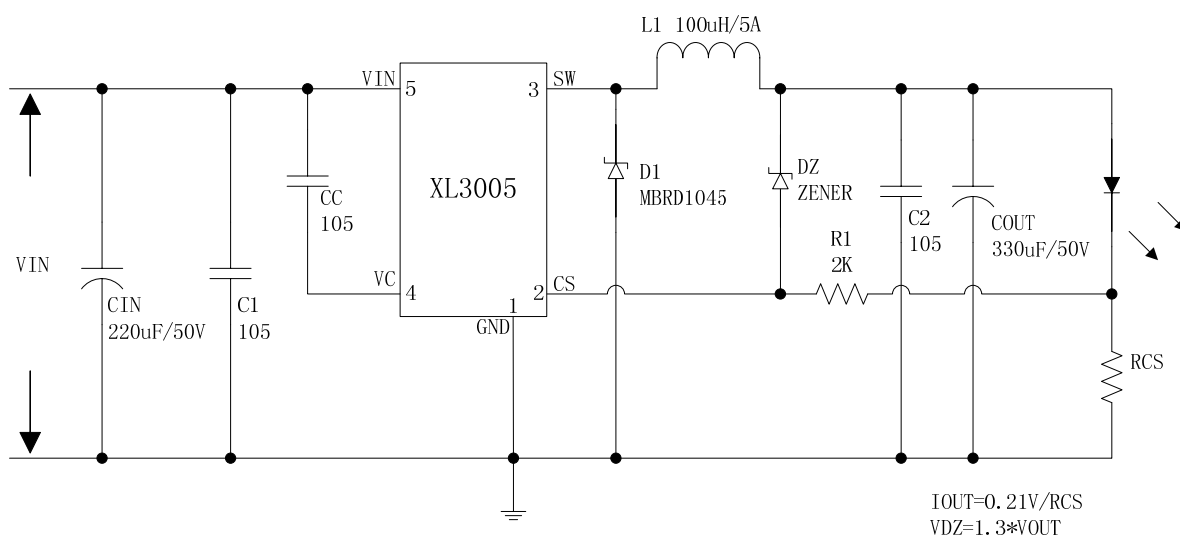 L1 100uH/5A
VIN
5
3
SW
XL3005
CC
105
D1
MBRD1045
DZ
ZENER
C2
105
COUT
330uF/50V
R1
2K
VIN
VC
4
1
2
CS
GND
CIN
220uF/50V
C1
105
RCS
IOUT=0.21V/RCS
VDZ=1.3*VOUT